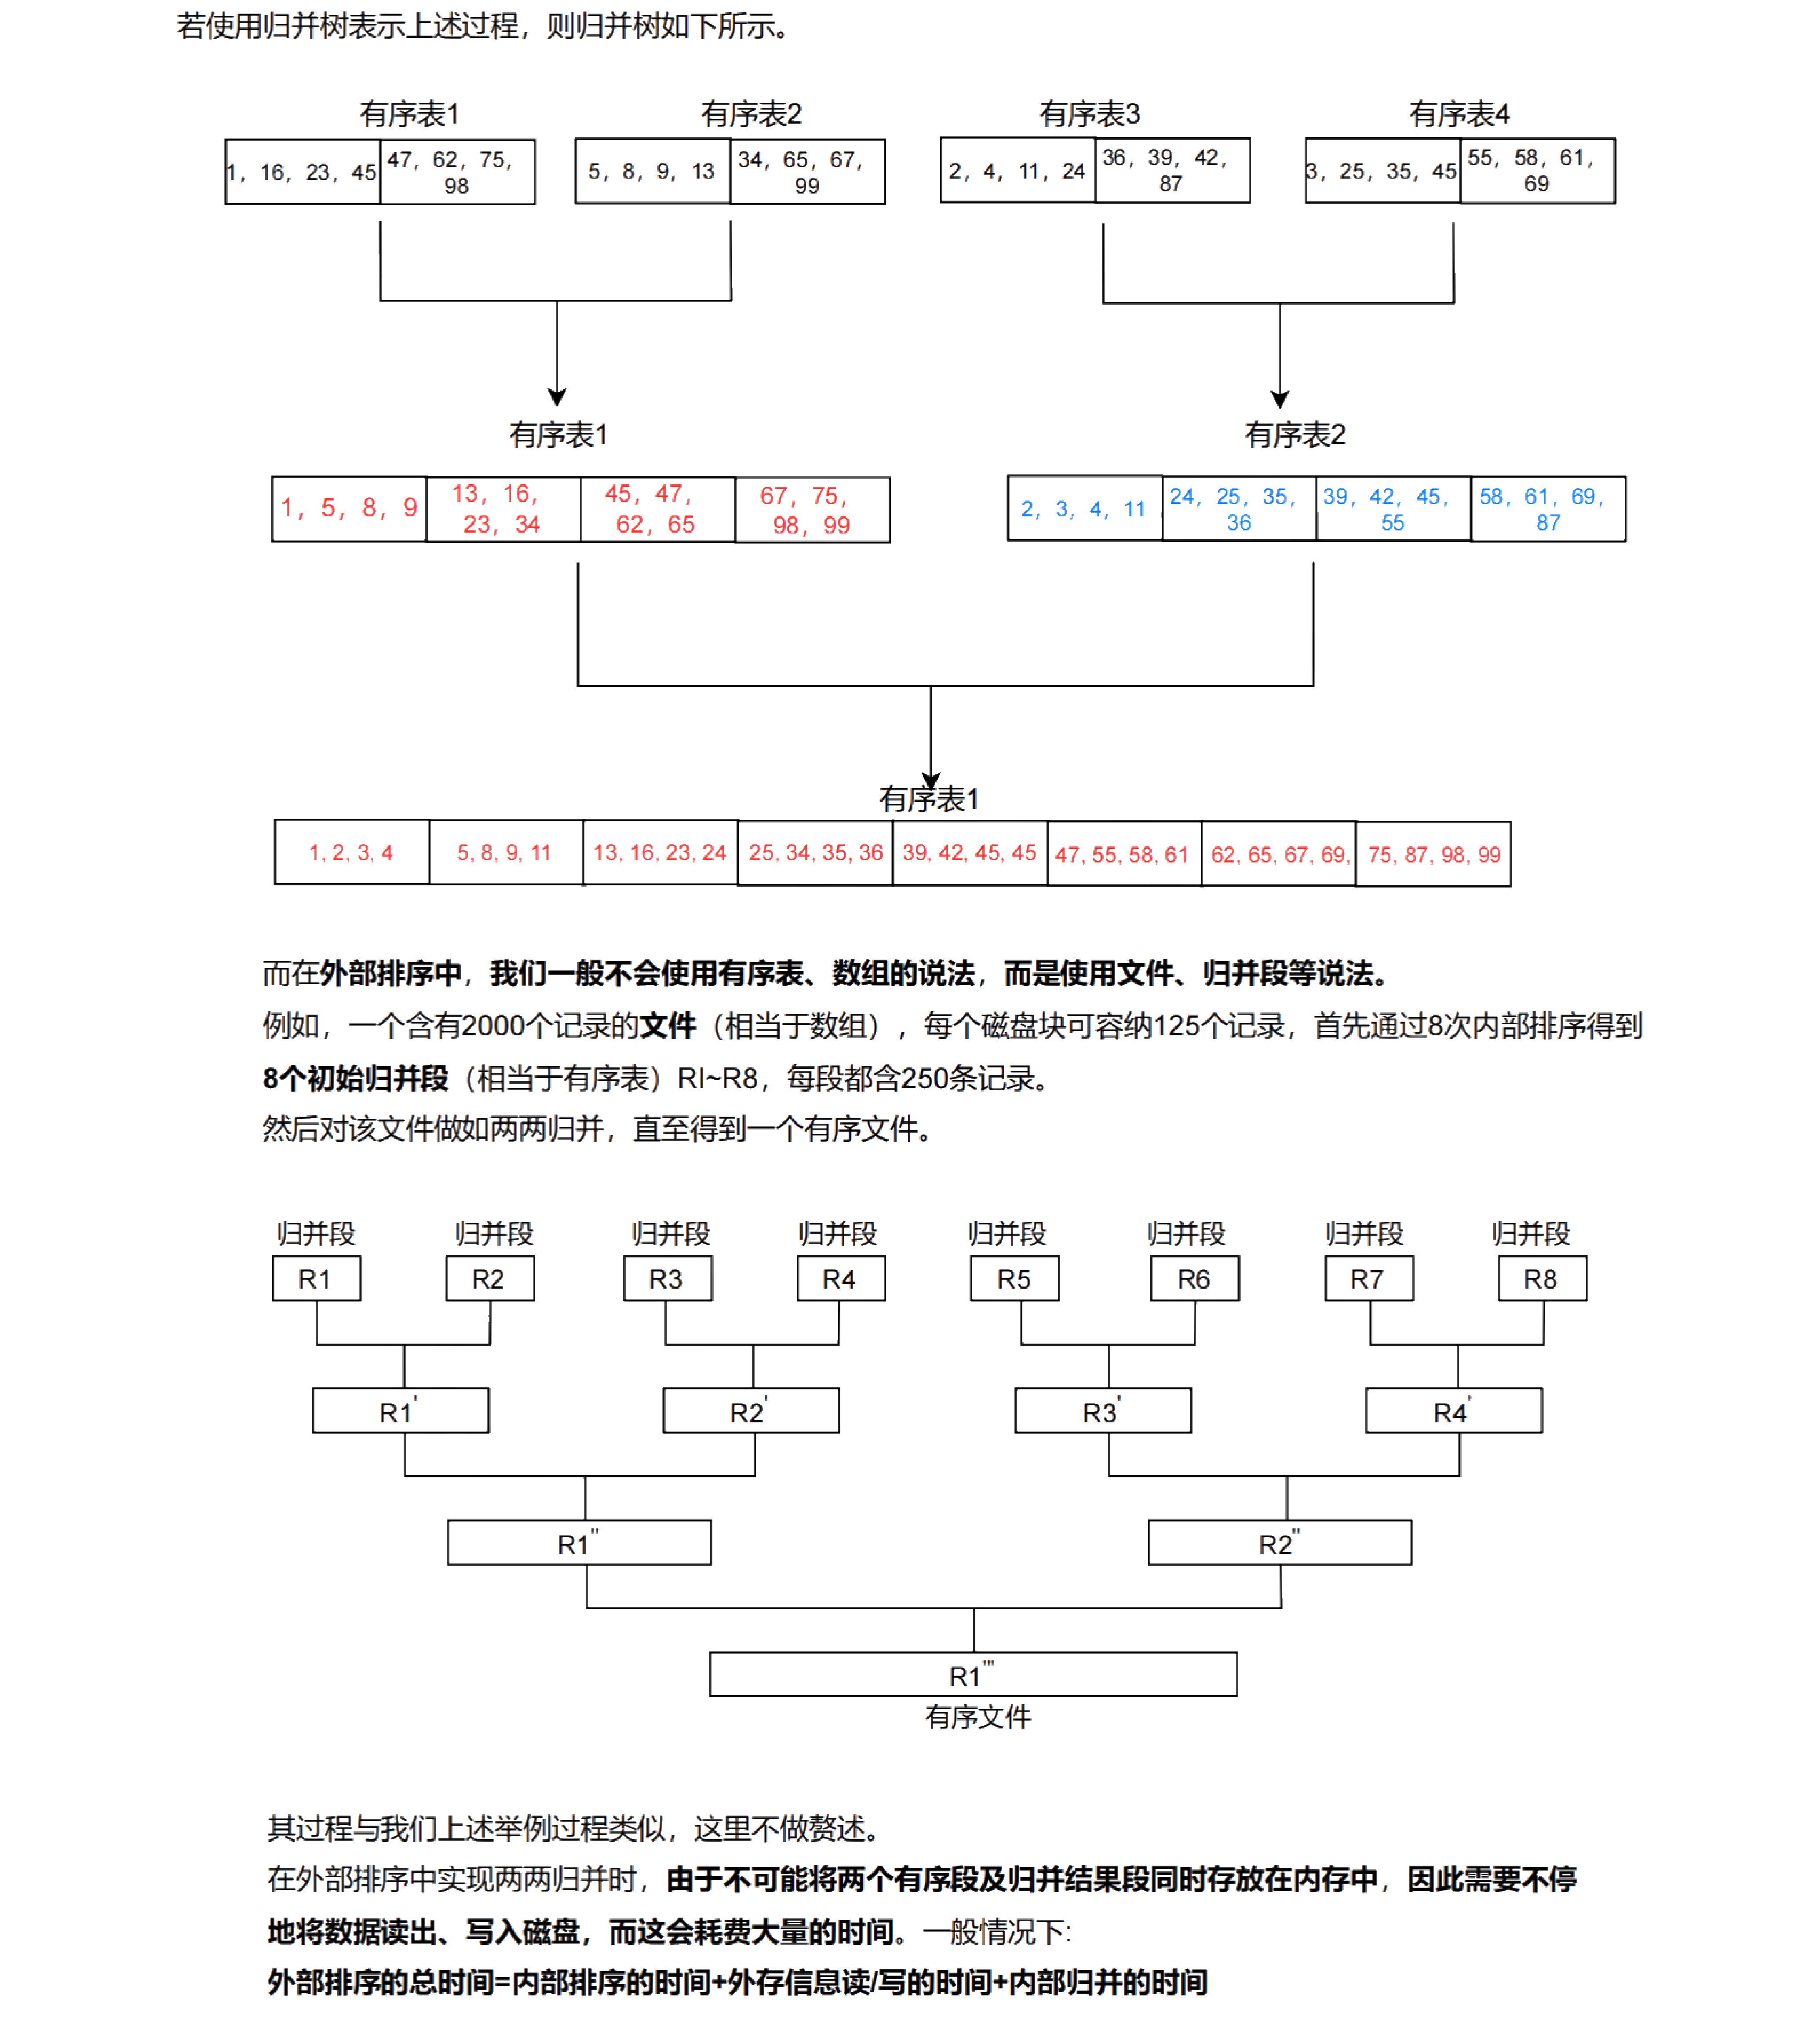 若使用归并树表示上述过程，则归并树如下所示。
有序表1 有序表2 有序表3 有序表4
1，16，23，45 47，62，75， 5，8，9，13 34，65，67， 2，4，11，24 36，39，42， 3，25，35，45 55，58，61，
98 99 87 69
有序表1 有序表2
1，5，8，9 13，16， 45，47， 67，75， 2，3，4，11 24，25，35， 39，42，45， 58，61，69，
23，34 62，65 98，99 36 55 87
有序表1
1, 2, 3, 4 5, 8, 9, 11 13, 16, 23, 24 25, 34, 35, 36 39, 42, 45, 45 47, 55, 58, 61 62, 65, 67, 69, 75, 87, 98, 99
而在外部排序中，我们一般不会使用有序表、数组的说法，而是使用文件、归并段等说法。
例如，一个含有2000个记录的文件（相当于数组），每个磁盘块可容纳125个记录，首先通过8次内部排序得到
8个初始归并段（相当于有序表）RI~R8，每段都含250条记录。
然后对该文件做如两两归并，直至得到一个有序文件。
归并段 归并段 归并段 归并段 归并段 归并段 归并段 归并段
R1 R2 R3 R4 R5 R6 R7 R8
R1' R2' R3' R4'
R1'' R2''
R1'''
有序文件
其过程与我们上述举例过程类似，这里不做赘述。
在外部排序中实现两两归并时，由于不可能将两个有序段及归并结果段同时存放在内存中，因此需要不停
地将数据读出、写入磁盘，而这会耗费大量的时间。一般情况下:
外部排序的总时间=内部排序的时间+外存信息读/写的时间+内部归并的时间